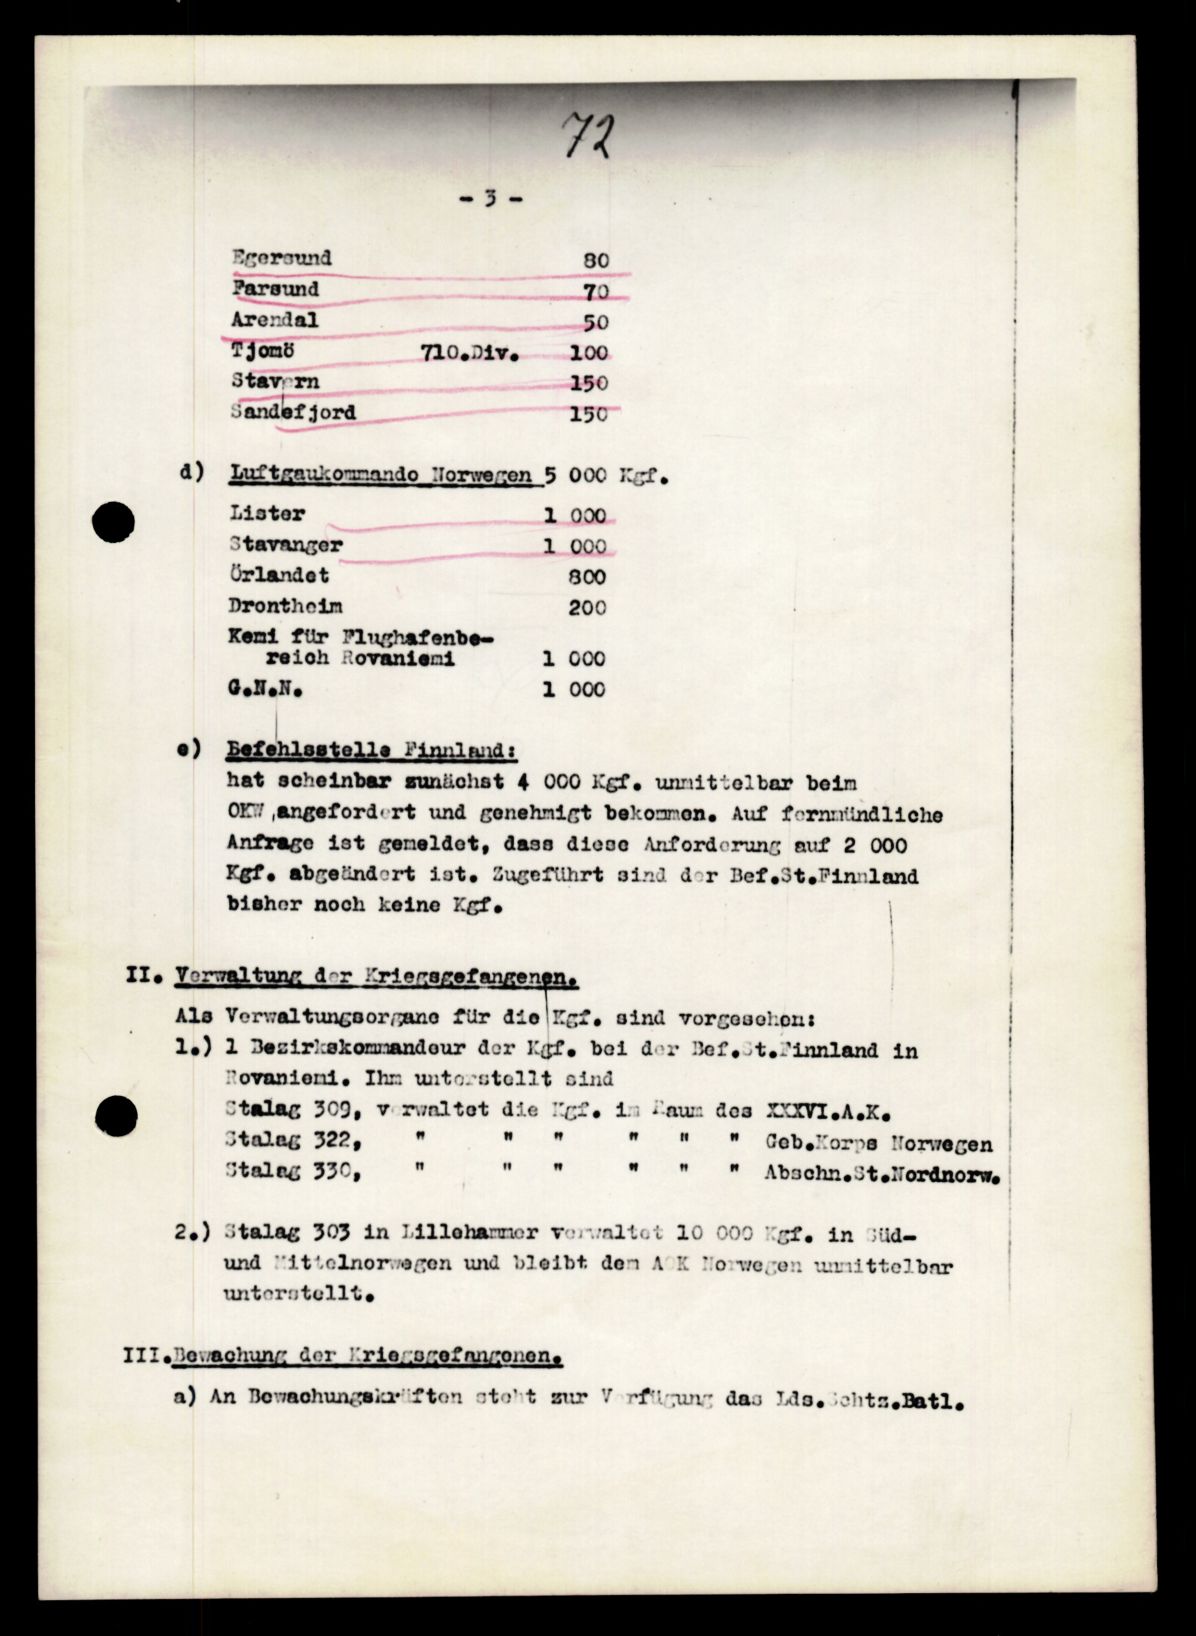 72
- 3 -
Egersund 80
Farsund 70
Arendal 50
Tjomö 710.Div. 100
Stavern 150
Sandefjord 150
d) Luftgaukommando Norwegen 5 000 Kgf.
Lister 1 000
Stavanger 1 000
Örlandet 800
Drontheim 200
Kemi für Flughafenbe-
reich Rovaniemi 1 000
G.N.N. 1 000
e) Befehlsstelle Finnland:
hat scheinbar zunächst 4 000 Kgf. unmittelbar beim
OKW, angefordert und genehmigt bekommen. Auf fernmündliche
Anfrage ist gemeldet, dass diese Anforderung auf 2 000
Kgf. abgeändert ist. Zugeführt sind der Bef.St.Finnland
bisher noch keine Kgf.
II. Verwaltung der Kriegsgefangenen.
Als Verwaltungsorgane für die Kgf. sind vorgesehen:
1.) 1 Bezirkskommandeur der Kgf. bei der Bef.St.Finnland in
Rovaniemi. Ihm unterstellt sind
Stalag 309, verwaltet die Kgf. im Raum des XXXVI.A.K.
Stalag 322, " " " " " " Geb.Korps Norwegen
Stalag 330, " " " " " " Abschn.St.Nordnorw.
2.) Stalag 303 in Lillehammer verwaltet 10 000 Kgf. in Süd-
und Mittelnorwegen und bleibt dem AOK Norwegen unmittelbar
unterstellt.
III. Bewachung der Kriegsgefangenen.
a) An Bewachungskräften steht zur Verfügung das Lds.Schtz.Batl.